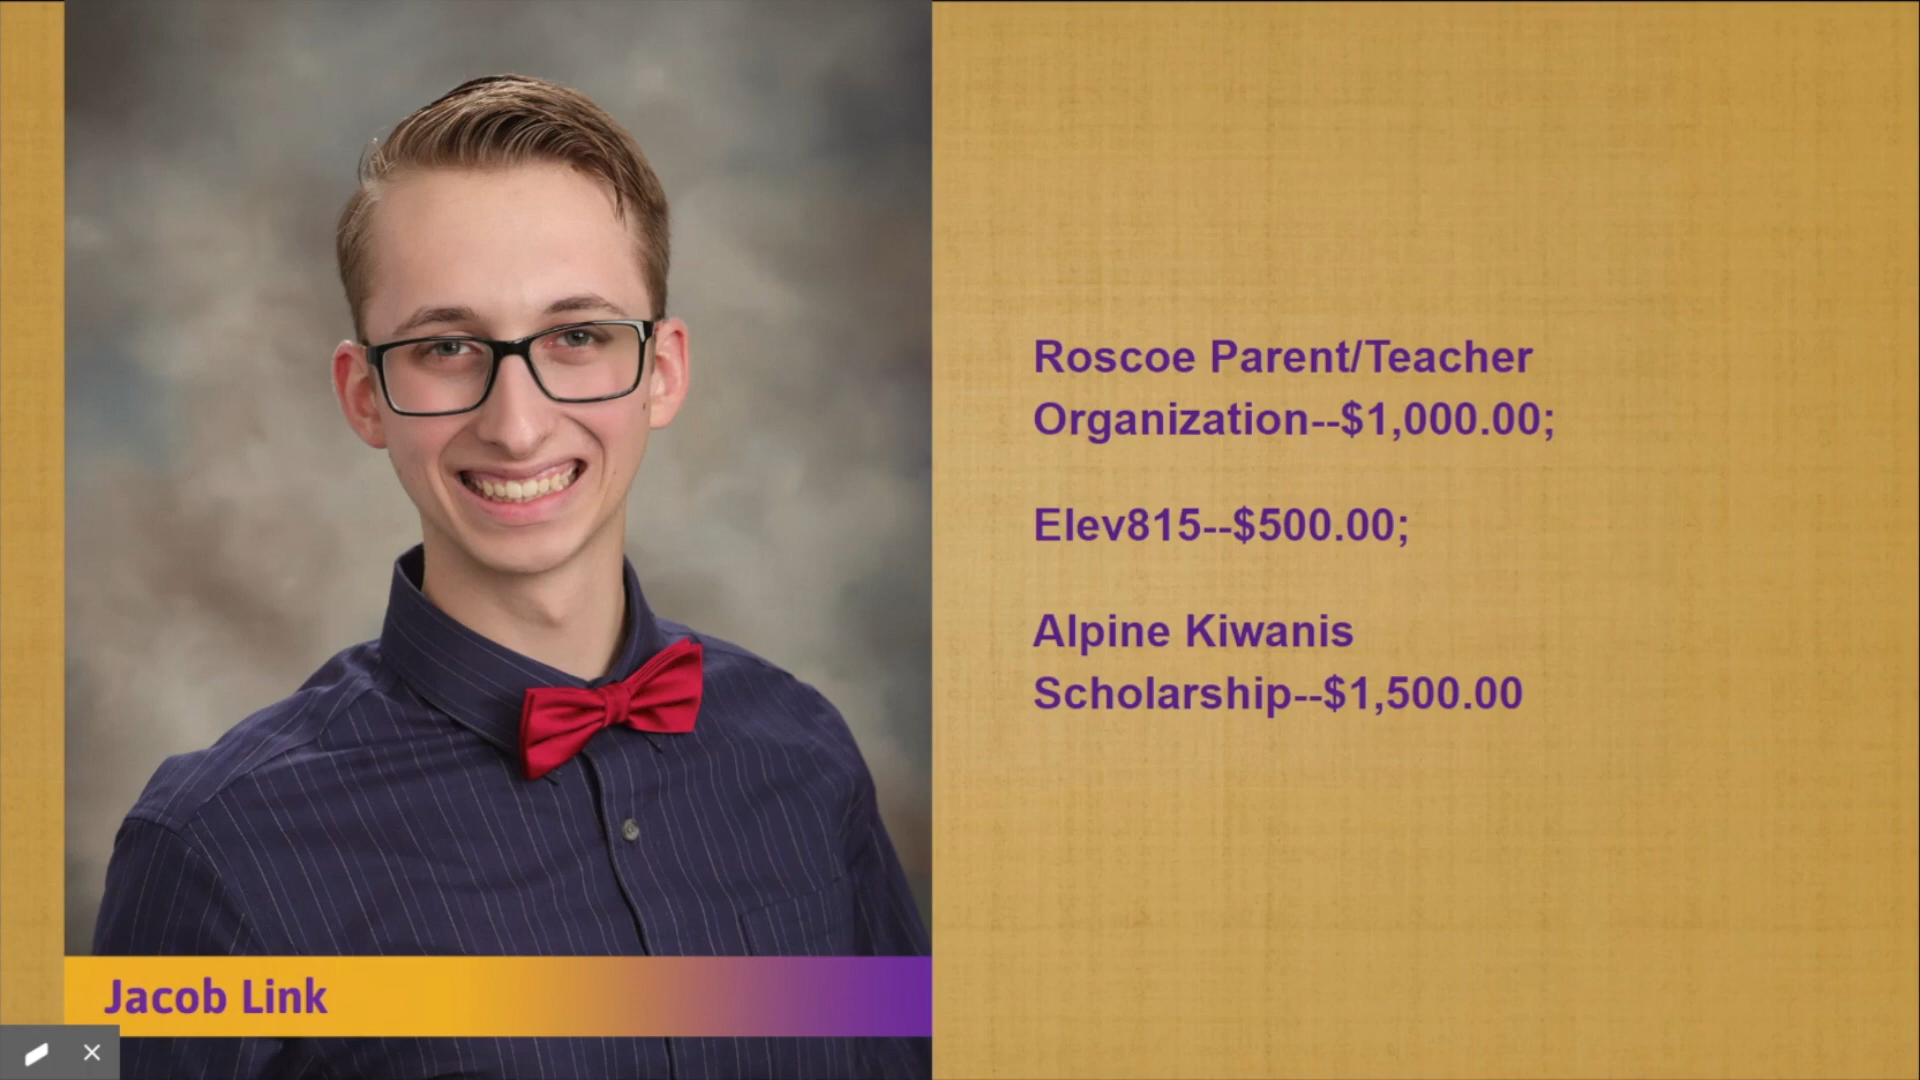 Roscoe Parent/Teacher
Organization--$1,000.00;
Elev815--$500.00;
Alpine Kiwanis
Scholarship--$1,500.00
Jacob Link